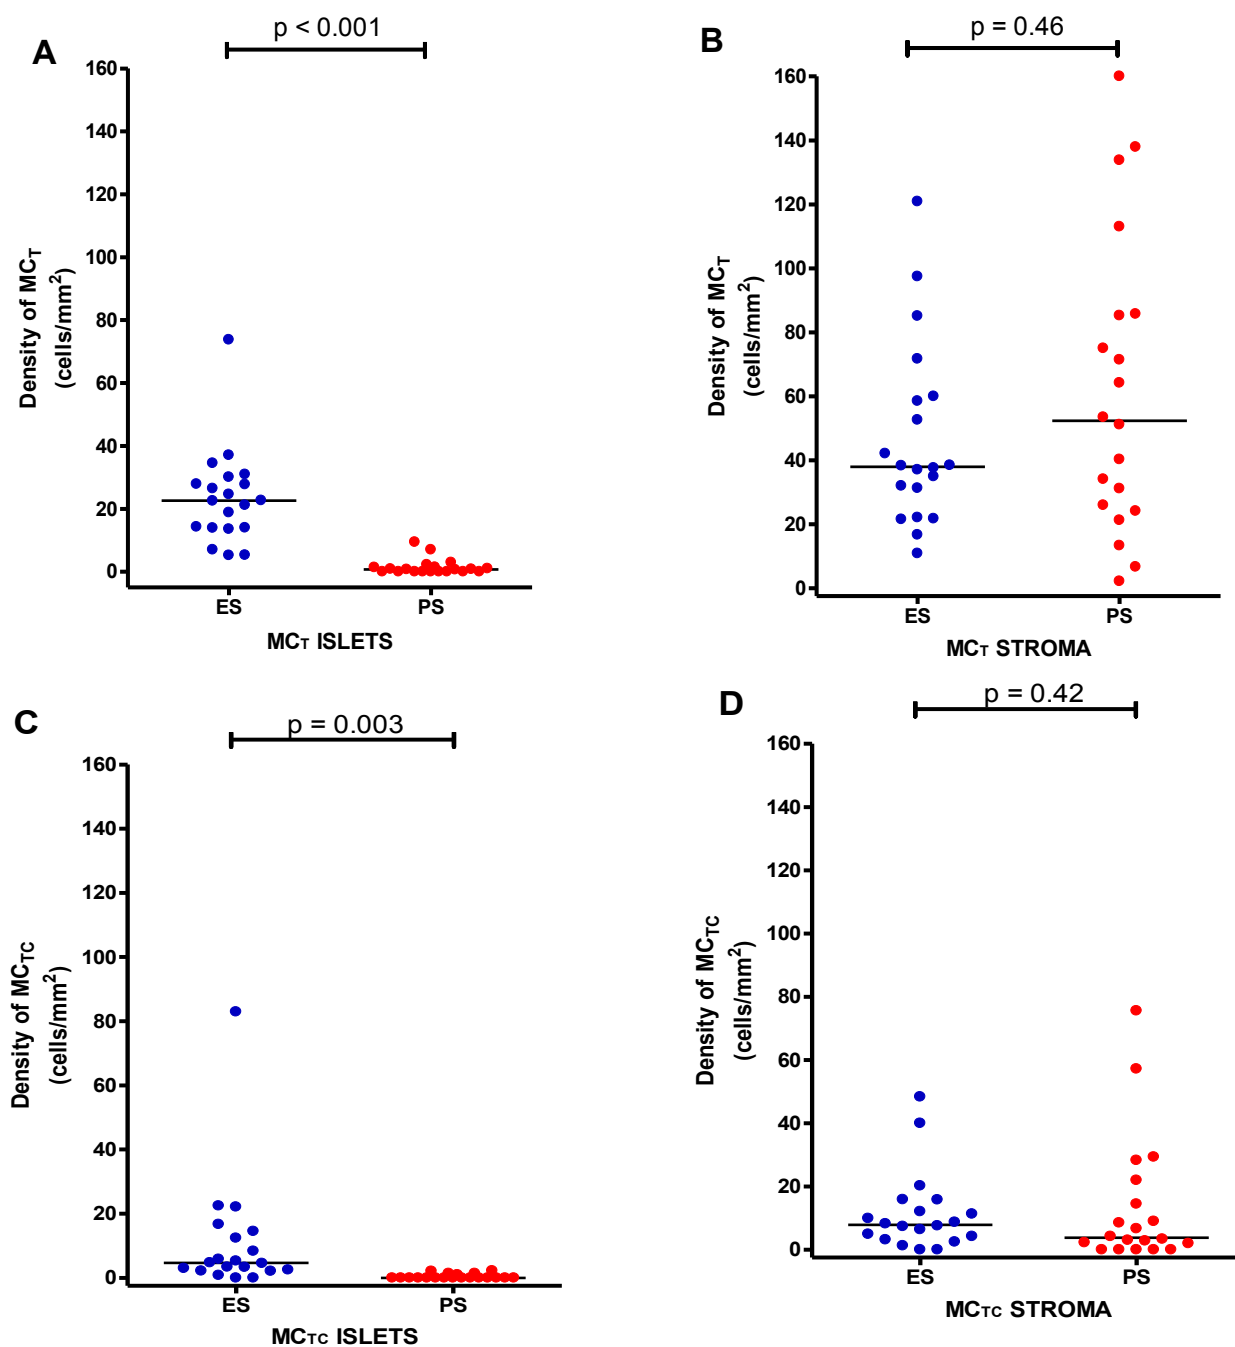 A
p < 0.001
160
140
120
100
80
60
40
20
0
Density of MCT
(cells/mm²)
ES
PS
MCT ISLETS
B
p = 0.46
160
140
120
100
80
60
40
20
0
Density of MCT
(cells/mm²)
ES
PS
MCT STROMA
C
p = 0.003
160
140
120
100
80
60
40
20
0
Density of MCTC
(cells/mm²)
ES
PS
MCTC ISLETS
D
p = 0.42
160
140
120
100
80
60
40
20
0
Density of MCTC
(cells/mm²)
ES
PS
MCTC STROMA